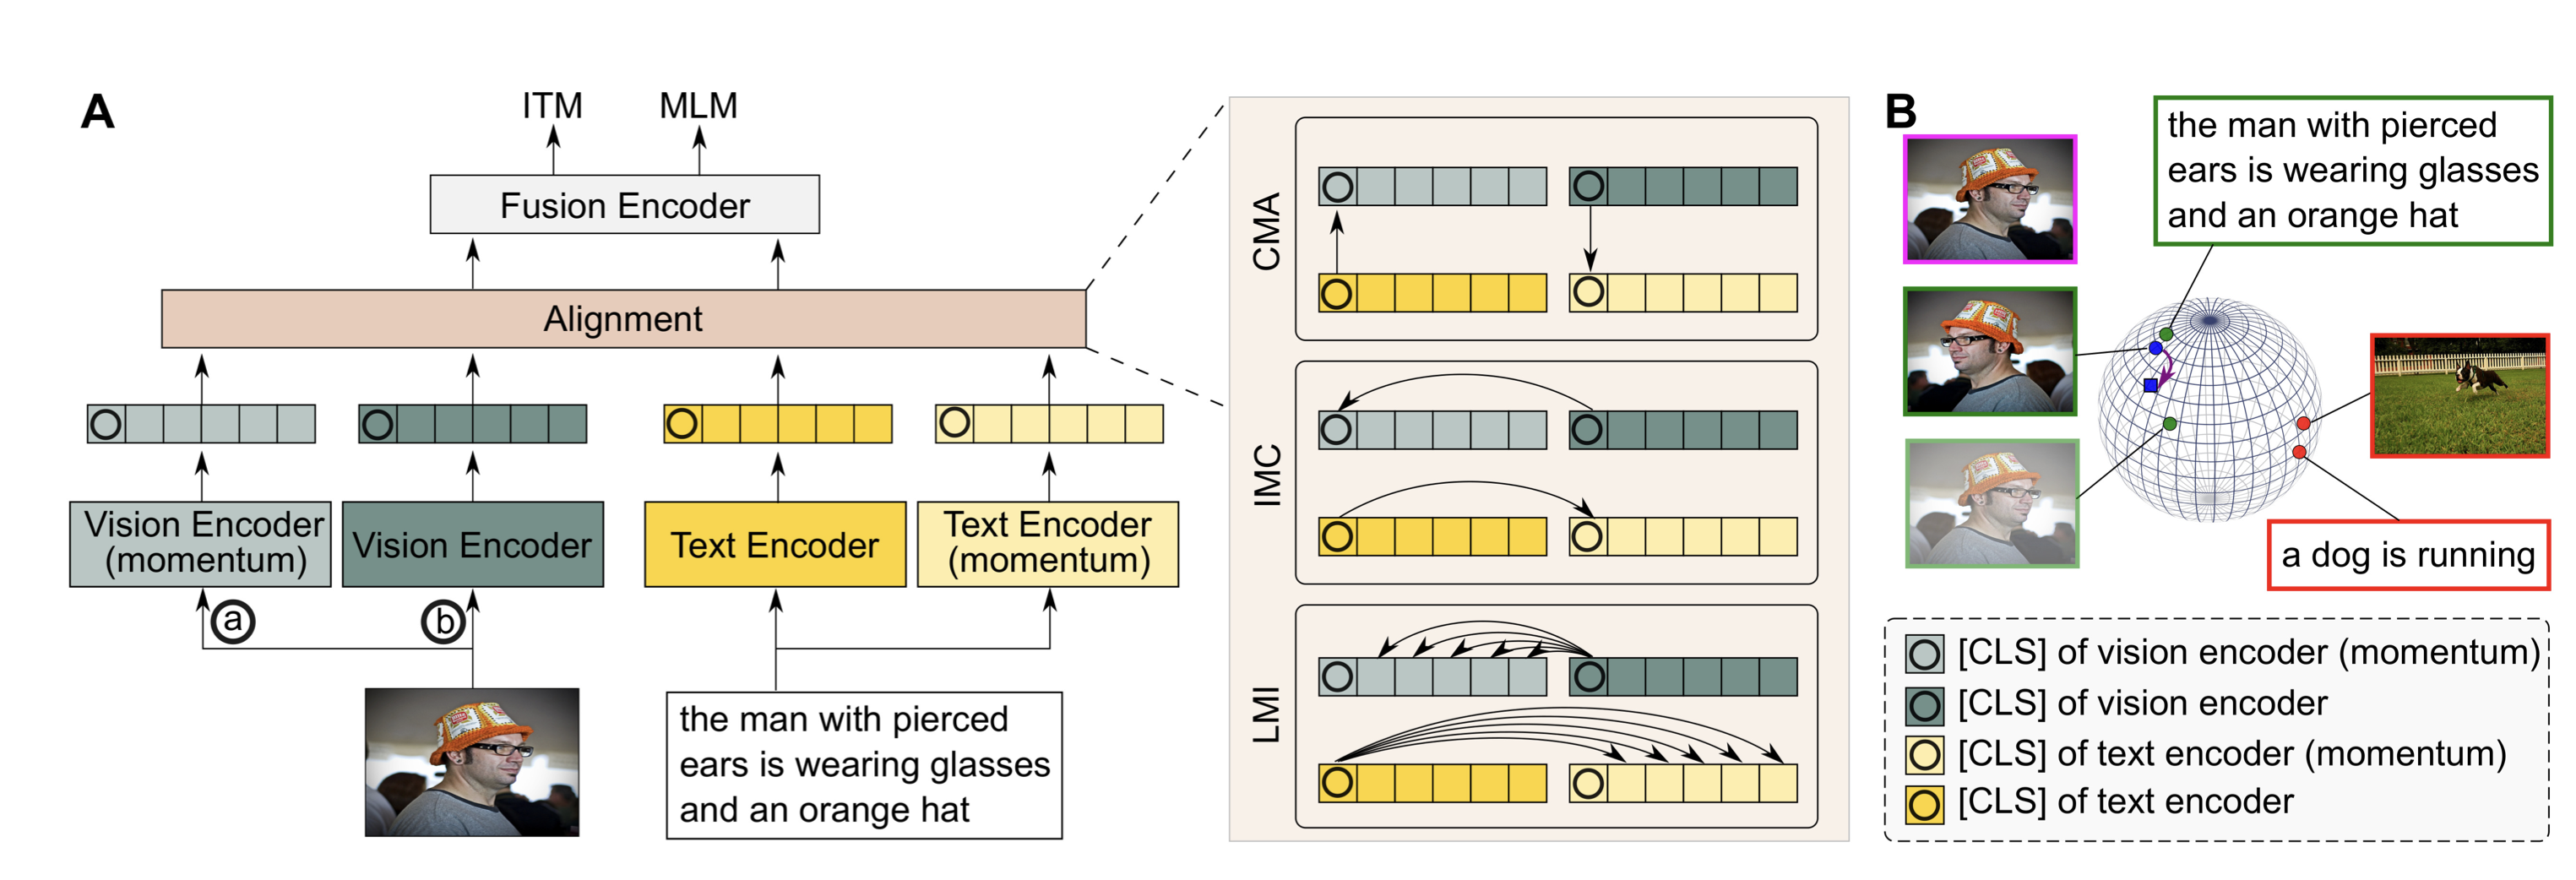 A
ITM
MLM
Fusion Encoder
Alignment
Vision Encoder
(momentum)
Vision Encoder
Text Encoder
Text Encoder
(momentum)
a
b
the man with pierced
ears is wearing glasses
and an orange hat
CMA
IMC
LMI
B
the man with pierced
ears is wearing glasses
and an orange hat
a dog is running
[CLS] of vision encoder (momentum)
[CLS] of vision encoder
[CLS] of text encoder (momentum)
[CLS] of text encoder